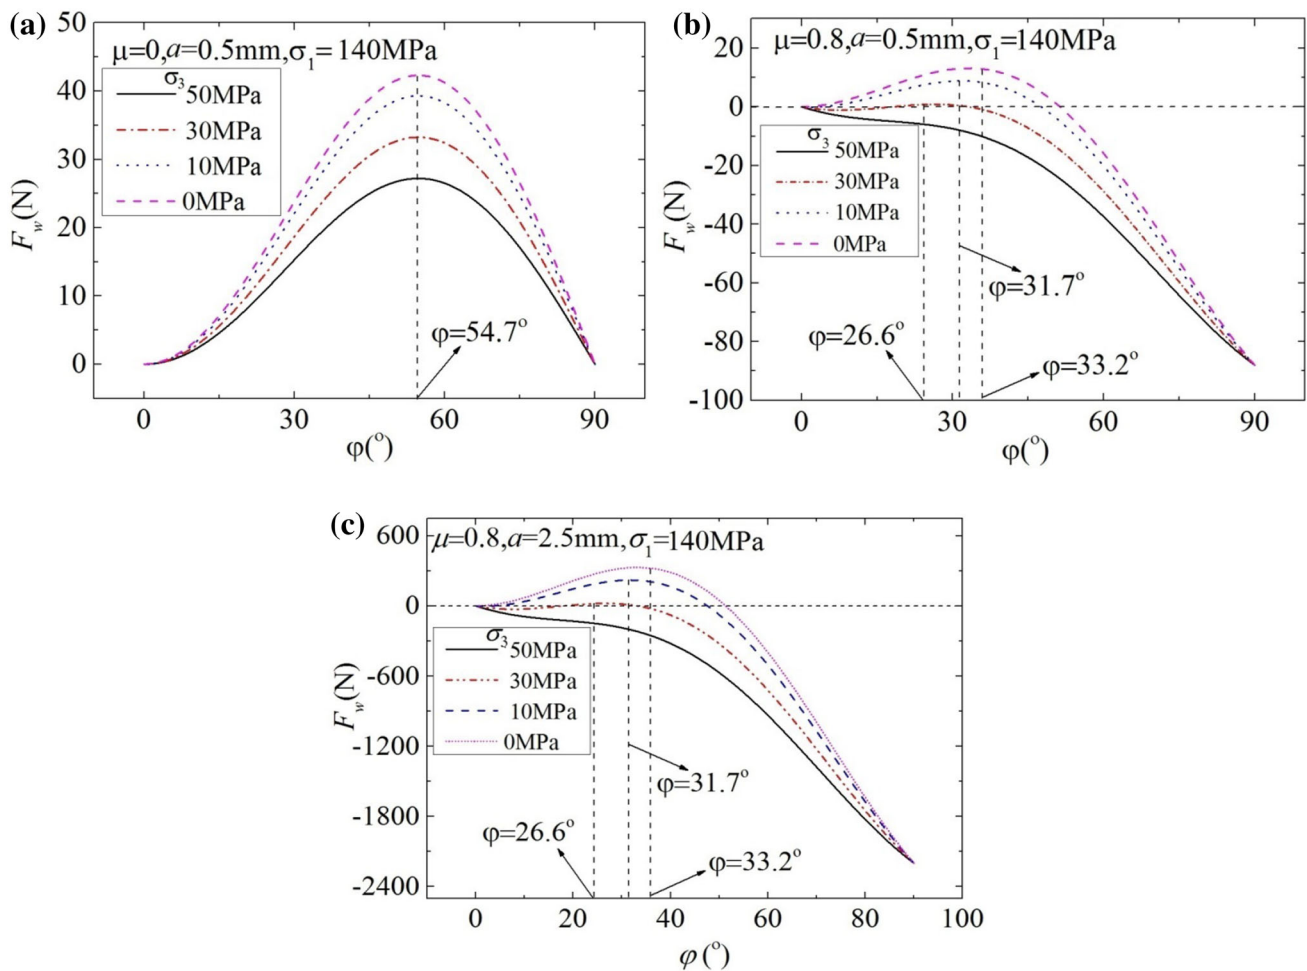 (a)
μ=0,a=0.5mm,σ1=140MPa
σ3
50MPa
30MPa
10MPa
0MPa
50
40
30
20
10
0
Fw(N)
φ=54.7°
0 30 60 90
φ(°)
(b)
μ=0.8,a=0.5mm,σ1=140MPa
σ3
50MPa
30MPa
10MPa
0MPa
20
0
-20
-40
-60
-80
-100
Fw(N)
φ=31.7°
φ=26.6°
φ=33.2°
0 30 60 90
φ(°)
(c)
μ=0.8,a=2.5mm,σ1=140MPa
σ3
50MPa
30MPa
10MPa
0MPa
600
0
-600
-1200
-1800
-2400
Fw(N)
φ=31.7°
φ=26.6°
φ=33.2°
0 20 40 60 80 100
φ(°)